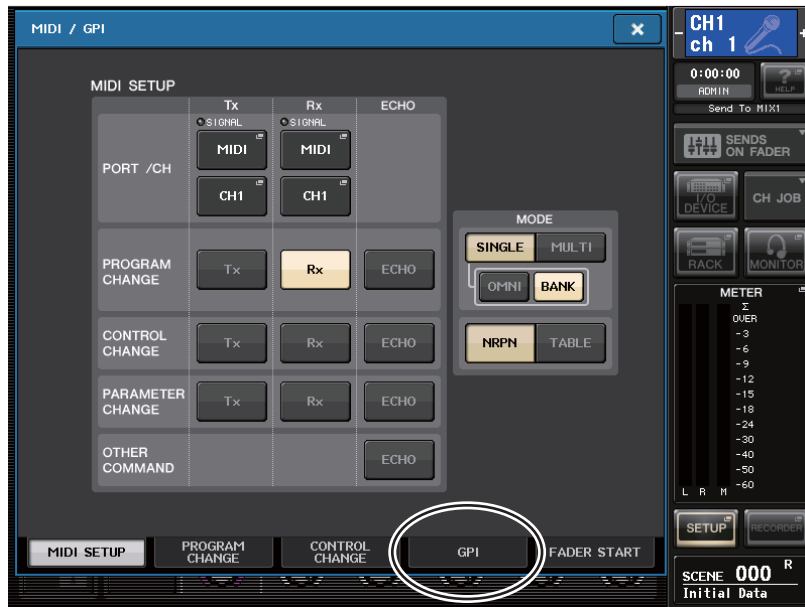 MIDI / GPI
×
MIDI SETUP
Tx Rx ECHO
SIGNAL SIGNAL
PORT /CH
MIDI MIDI
CH1 CH1
PROGRAM CHANGE
Tx Rx ECHO
CONTROL CHANGE
Tx Rx ECHO
PARAMETER CHANGE
Tx Rx ECHO
OTHER COMMAND
ECHO
MODE
SINGLE MULTI
OMNI BANK
NRPN TABLE
MIDI SETUP
PROGRAM CHANGE
CONTROL CHANGE
GPI
FADER START
CH1
- ch 1 +
0:00:00
ADMIN
? HELP
Send To MIX1
SENDS ON FADER
I/O DEVICE
CH JOB
RACK
MONITOR
METER
Σ
OVER
-3
-6
-9
-12
-15
-18
-24
-30
-40
-50
-60
L R M
SETUP
RECORDER
SCENE 000 R
Initial Data